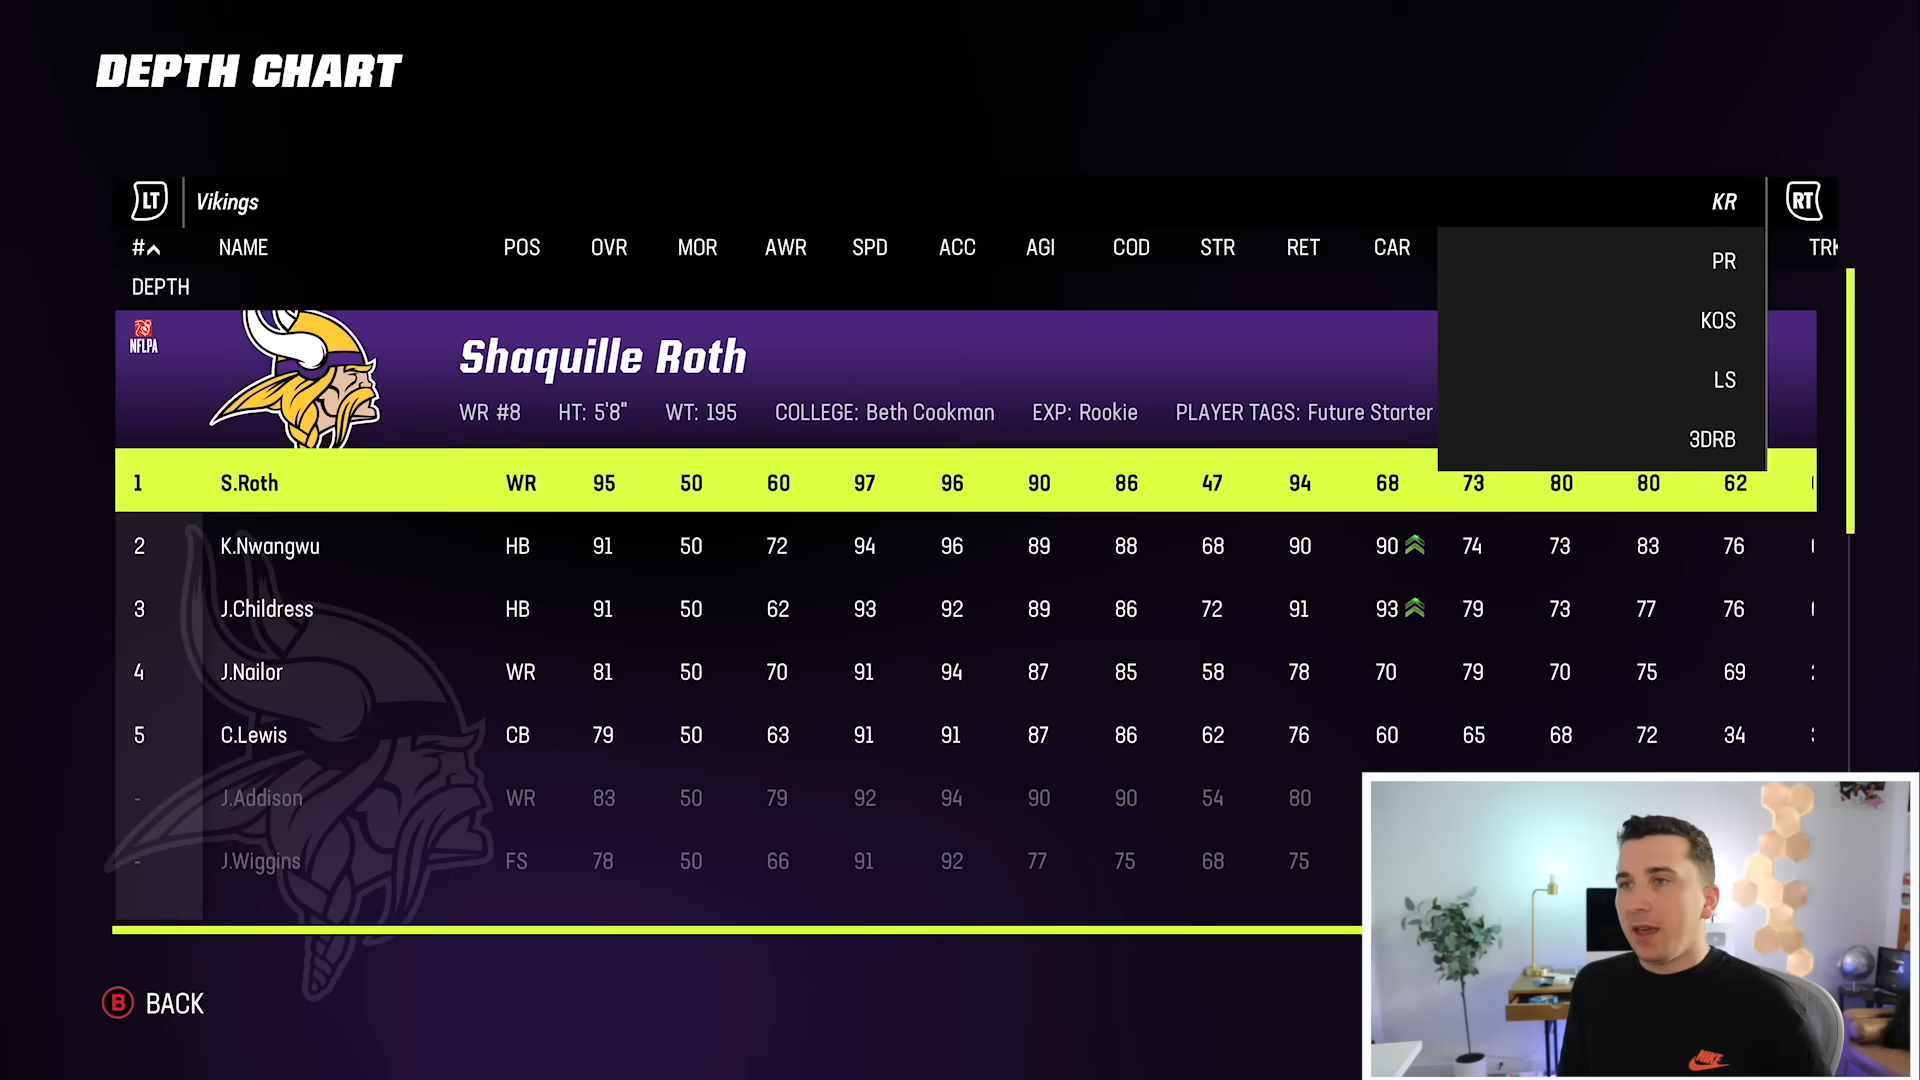 DEPTH CHART
LT Vikings KR RT
# NAME POS OVR MOR AWR SPD ACC AGI COD STR RET CAR
DEPTH
PR
KOS
LS
3DRB
NFLPA
Shaquille Roth
WR #8 HT: 5'8" WT: 195 COLLEGE: Beth Cookman EXP: Rookie PLAYER TAGS: Future Starter
1 S.Roth WR 95 50 60 97 96 90 86 47 94 68 73 80 80 62
2 K.Nwangwu HB 91 50 72 94 96 89 88 68 90 90 74 73 83 76
3 J.Childress HB 91 50 62 93 92 89 86 72 91 93 79 73 77 76
4 J.Nailor WR 81 50 70 91 94 87 85 58 78 70 79 70 75 69
5 C.Lewis CB 79 50 63 91 91 87 86 62 76 60 65 68 72 34
- J.Addison WR 83 50 79 92 94 90 90 54 80
- J.Wiggins FS 78 50 66 91 92 77 75 68 75
B BACK
NIKE